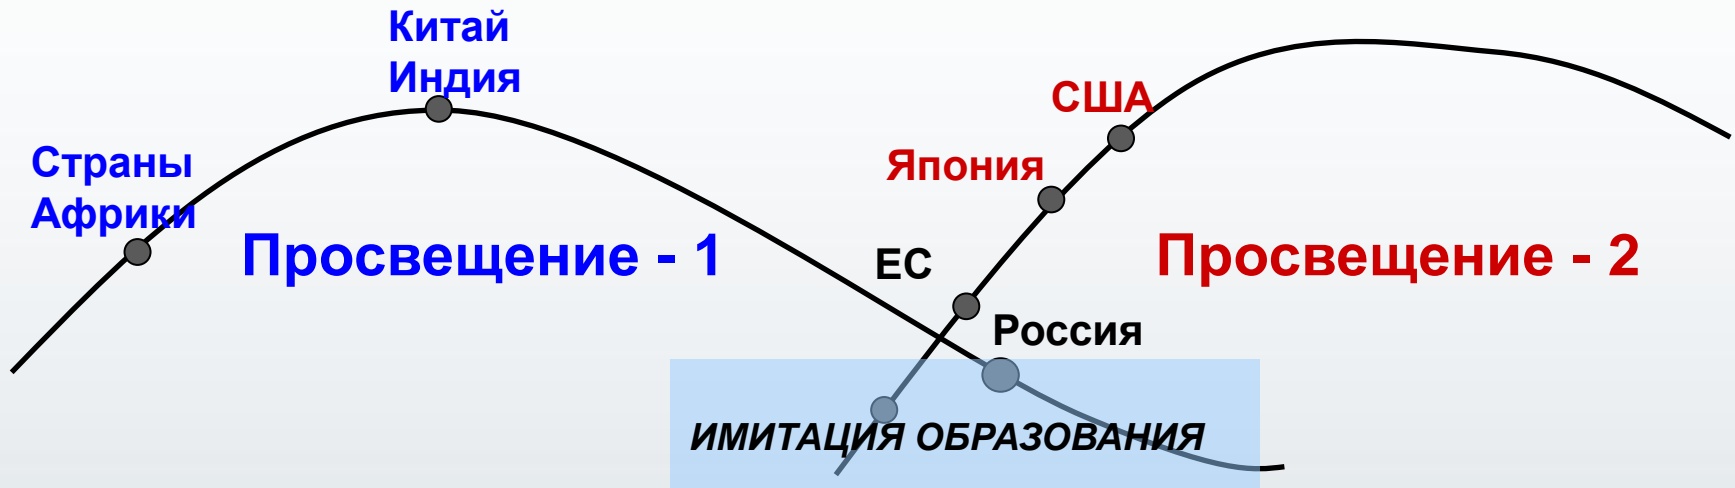 Китай
Индия
США
Страны
Африки
Япония
Просвещение - 1
ЕС
Просвещение - 2
Россия
ИМИТАЦИЯ ОБРАЗОВАНИЯ